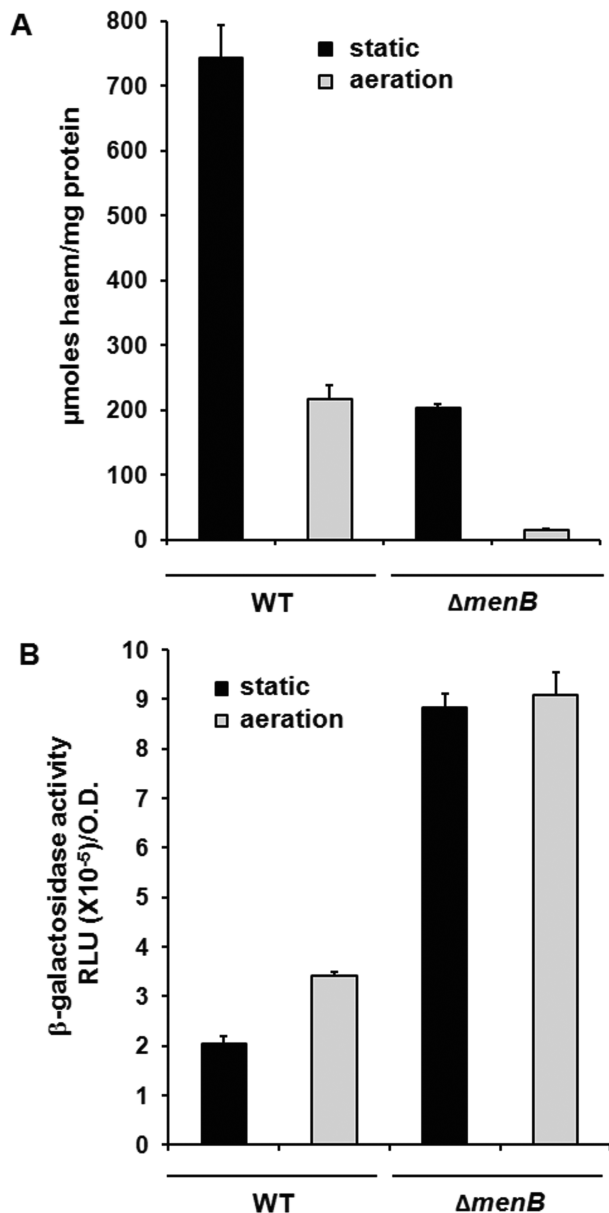 A
800
700
600
500
400
300
200
100
0
μmoles haem/mg protein
static
aeration
WT
ΔmenB
B
10
9
8
7
6
5
4
3
2
1
0
β-galactosidase activity
RLU (X10⁻⁵)/O.D.
static
aeration
WT
ΔmenB